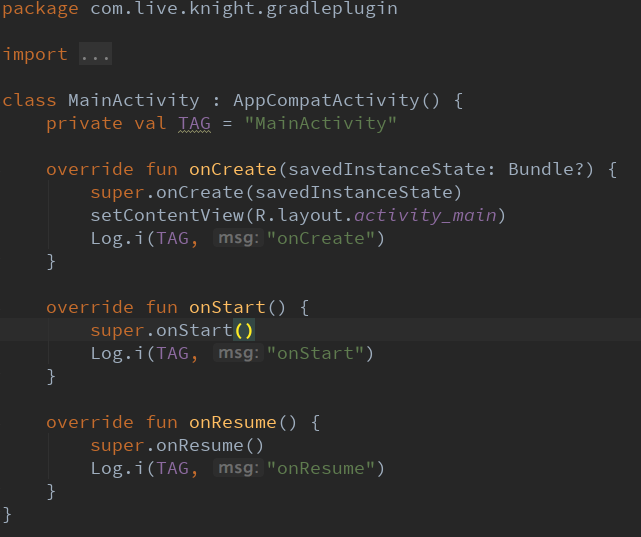 package com.live.knight.gradleplugin
import ...
class MainActivity : AppCompatActivity() {
    private val TAG = "MainActivity"
    override fun onCreate(savedInstanceState: Bundle?) {
        super.onCreate(savedInstanceState)
        setContentView(R.layout.activity_main)
        Log.i(TAG, msg: "onCreate")
    }
    override fun onStart() {
        super.onStart()
        Log.i(TAG, msg: "onStart")
    }
    override fun onResume() {
        super.onResume()
        Log.i(TAG, msg: "onResume")
    }
}